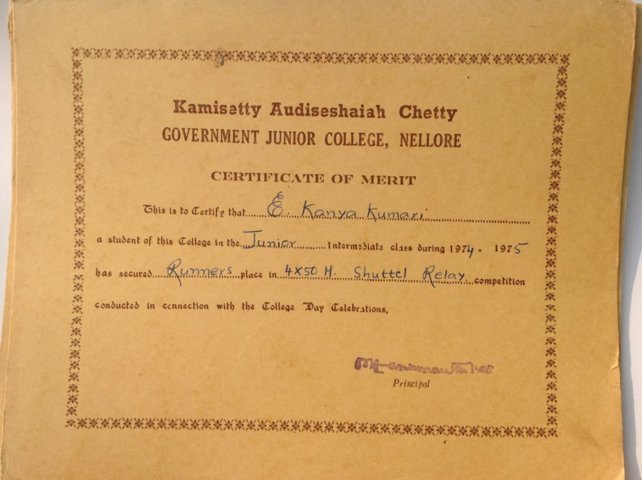 Kamisetty Audiseshaiah Chetty
GOVERNMENT JUNIOR COLLEGE, NELLORE
CERTIFICATE OF MERIT
This is to Certify that E. Kanya Kumari
a student of this College in the Junior Intermediate class during 1974 - 1975
has secured Runners place in 4X50 M. Shuttel Relay competition
conducted in connection with the College Day Celebrations.
Principal